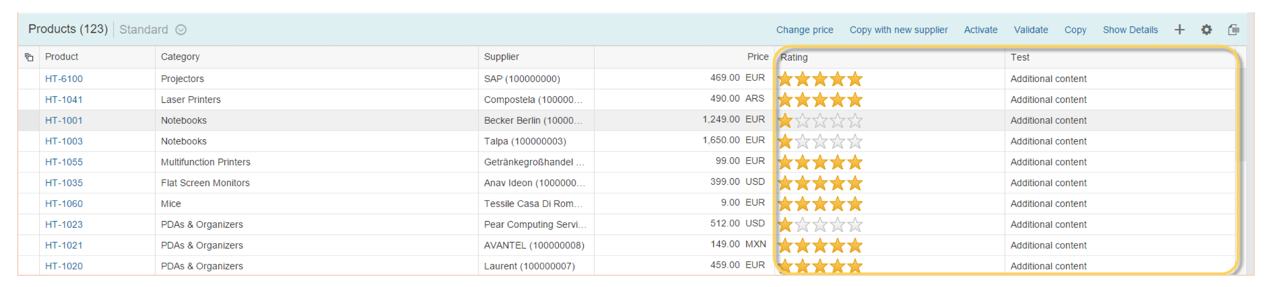 Products (123) Standard Change price Copy with new supplier Activate Validate Copy Show Details
Product Category Supplier Price Rating Test
HT-6100 Projectors SAP (100000000) 469.00 EUR Additional content
HT-1041 Laser Printers Compostela (100000... 490.00 ARS Additional content
HT-1001 Notebooks Becker Berlin (10000... 1,249.00 EUR Additional content
HT-1003 Notebooks Talpa (100000003) 1,650.00 EUR Additional content
HT-1055 Multifunction Printers Getränkegroßhandel ... 99.00 EUR Additional content
HT-1035 Flat Screen Monitors Anav Ideon (1000000... 399.00 USD Additional content
HT-1060 Mice Tessile Casa Di Rom... 9.00 EUR Additional content
HT-1023 PDAs & Organizers Pear Computing Servi... 512.00 USD Additional content
HT-1021 PDAs & Organizers AVANTEL (100000008) 149.00 MXN Additional content
HT-1020 PDAs & Organizers Laurent (100000007) 459.00 EUR Additional content